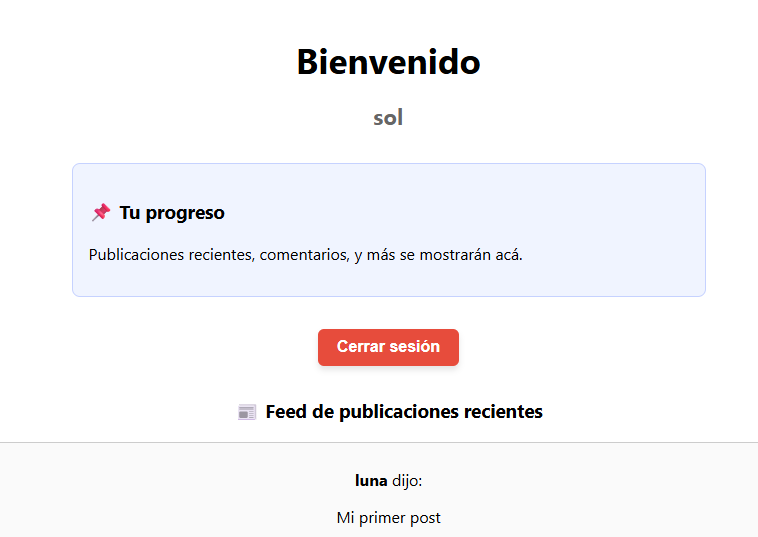 Bienvenido
sol
📌 Tu progreso
Publicaciones recientes, comentarios, y más se mostrarán acá.
Cerrar sesión
📰 Feed de publicaciones recientes
luna dijo:
Mi primer post